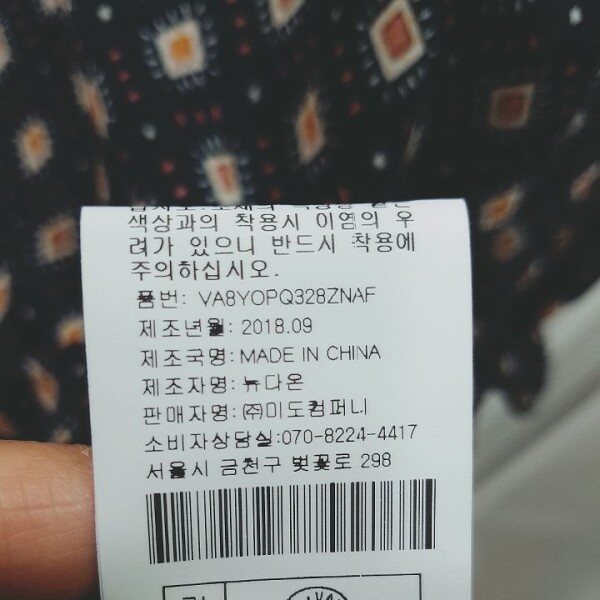 색상과의 착용시 이염의 우
려가 있으니 반드시 착용에
주의하십시오.
품번: VA8YOPQ328ZNAF
제조년월: 2018.09
제조국명: MADE IN CHINA
제조자명: 뉴다온
판매자명: ㈜미도컴퍼니
소비자상담실:070-8224-4417
서울시 금천구 벚꽃로 298